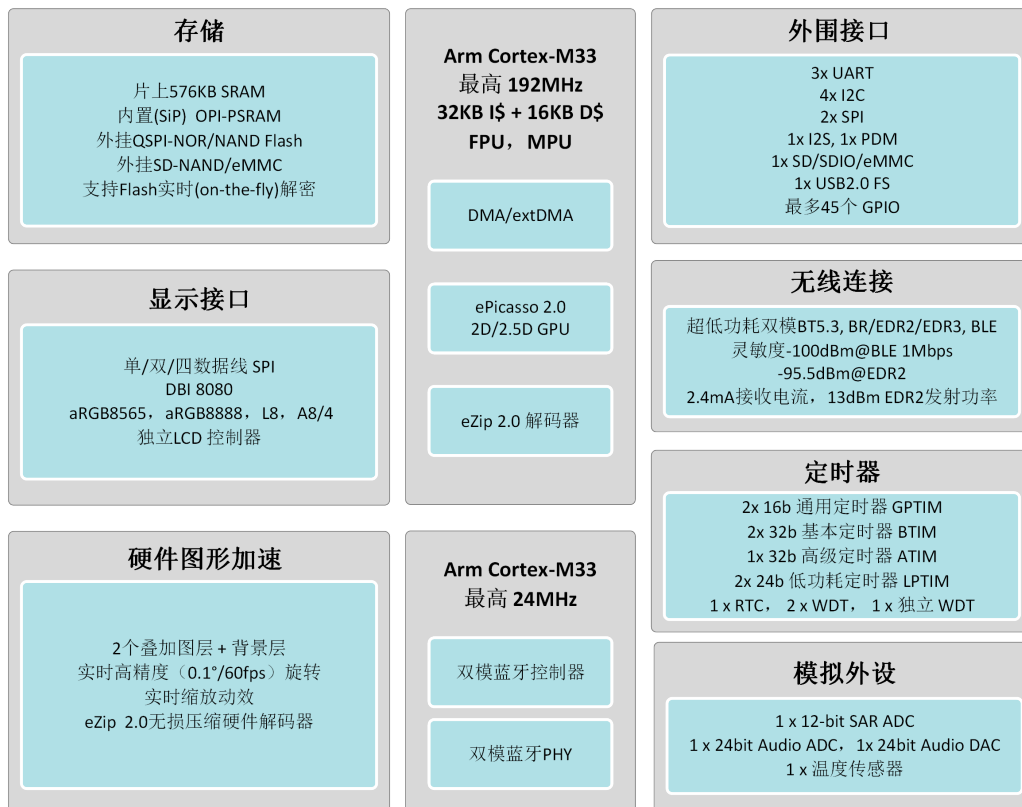 存储
片上576KB SRAM
内置(SiP) OPI-PSRAM
外挂QSPI-NOR/NAND Flash
外挂SD-NAND/eMMC
支持Flash实时(on-the-fly)解密
显示接口
单/双/四数据线 SPI
DBI 8080
aRGB8565，aRGB8888，L8，A8/4
独立LCD 控制器
硬件图形加速
2个叠加图层 + 背景层
实时高精度（0.1°/60fps）旋转
实时缩放动效
eZip 2.0无损压缩硬件解码器
Arm Cortex-M33
最高 192MHz
32KB I$ + 16KB D$
FPU，MPU
DMA/extDMA
ePicasso 2.0
2D/2.5D GPU
eZip 2.0 解码器
Arm Cortex-M33
最高 24MHz
双模蓝牙控制器
双模蓝牙PHY
外围接口
3x UART
4x I2C
2x SPI
1x I2S, 1x PDM
1x SD/SDIO/eMMC
1x USB2.0 FS
最多45个 GPIO
无线连接
超低功耗双模BT5.3, BR/EDR2/EDR3, BLE
灵敏度-100dBm@BLE 1Mbps
-95.5dBm@EDR2
2.4mA接收电流，13dBm EDR2发射功率
定时器
2x 16b 通用定时器 GPTIM
2x 32b 基本定时器 BTIM
1x 32b 高级定时器 ATIM
2x 24b 低功耗定时器 LPTIM
1 x RTC， 2 x WDT， 1 x 独立 WDT
模拟外设
1 x 12-bit SAR ADC
1 x 24bit Audio ADC，1x 24bit Audio DAC
1 x 温度传感器